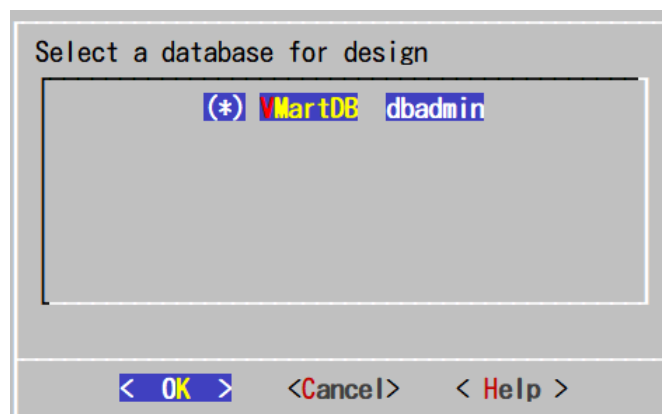 Select a database for design
(*) VMartDB dbadmin
< OK > <Cancel> < Help >